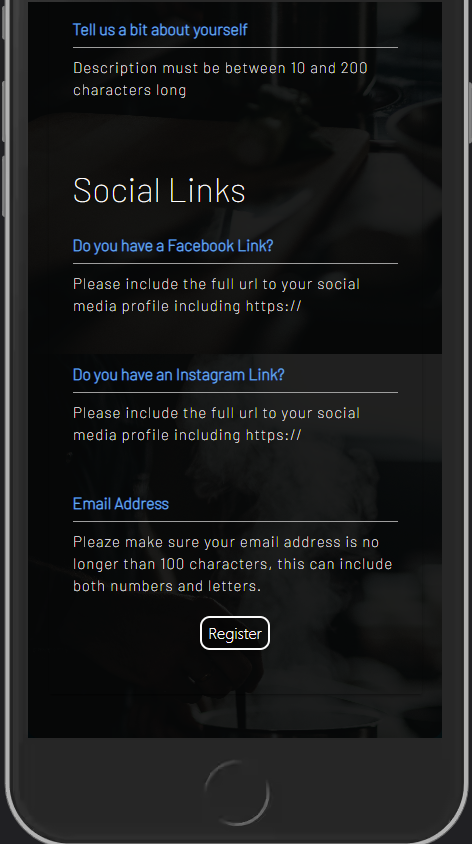 Tell us a bit about yourself
Description must be between 10 and 200
characters long
Social Links
Do you have a Facebook Link?
Please include the full url to your social
media profile including https://
Do you have an Instagram Link?
Please include the full url to your social
media profile including https://
Email Address
Pleaze make sure your email address is no
longer than 100 characters, this can include
both numbers and letters.
Register